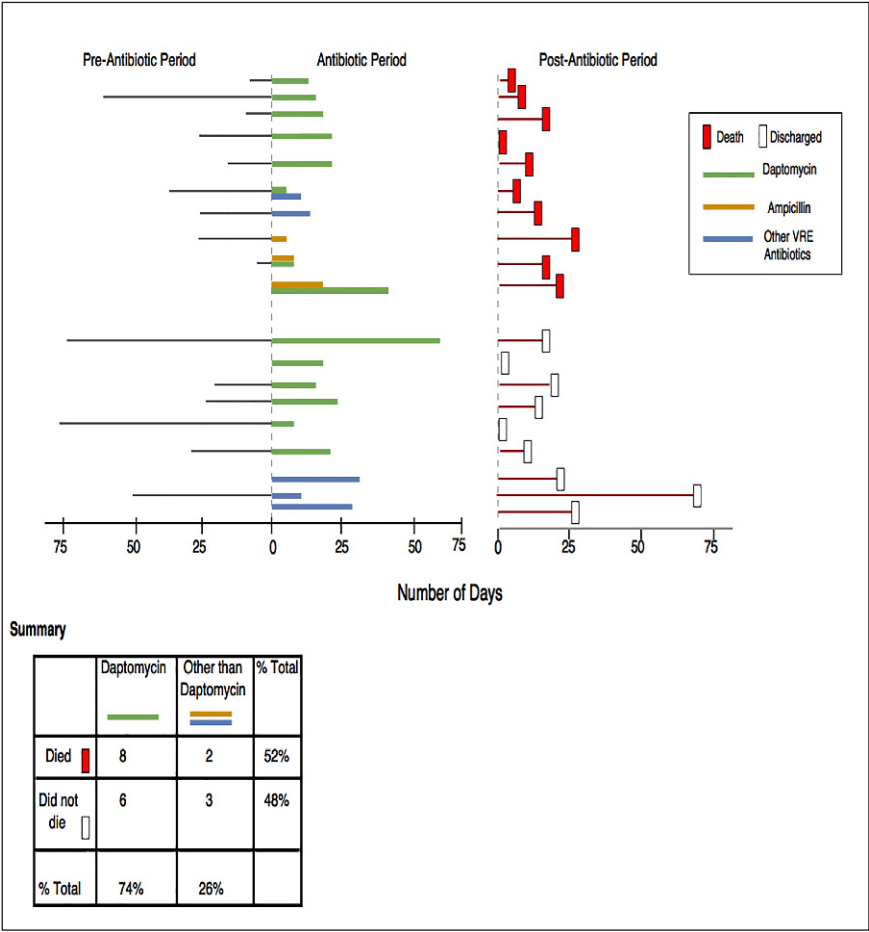 Pre-Antibiotic Period Antibiotic Period Post-Antibiotic Period
Death Discharged
Daptomycin
Ampicillin
Other VRE
Antibiotics
75 50 25 0 25 50 75 0 25 50 75
Number of Days
Summary
Daptomycin Other than % Total
Daptomycin
Died 8 2 52%
Did not 6 3 48%
die
% Total 74% 26%